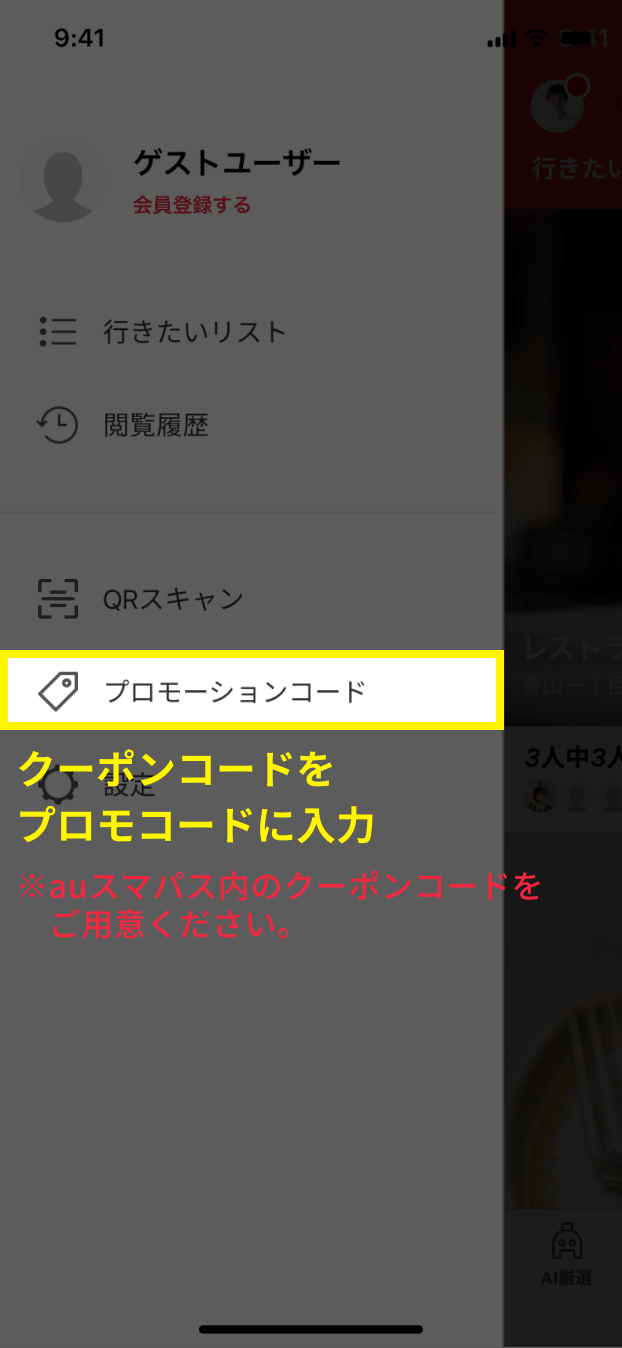 9:41
9:41
ゲストユーザー
会員登録する
行きたい
行きたいリスト
閲覧履歴
QRスキャン
レストラ
青山一丁目
プロモーションコード
3人中3人
設定
クーポンコードを
プロモコードに入力
※auスマパス内のクーポンコードを
ご用意ください。
AI厳選